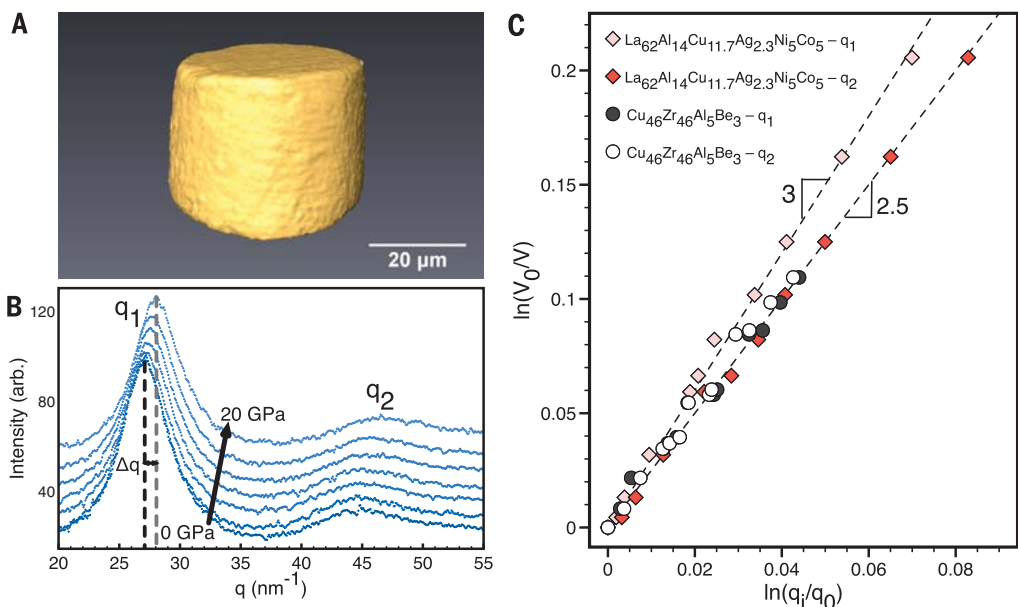 A
20 µm
B
120
80
40
Intensity (arb.)
q1
q2
20 GPa
Δq
0 GPa
20 25 30 35 40 45 50 55
q (nm-1)
C
La62Al14Cu11.7Ag2.3Ni5Co5 – q1
La62Al14Cu11.7Ag2.3Ni5Co5 – q2
Cu46Zr46Al5Be3 – q1
Cu46Zr46Al5Be3 – q2
3
2.5
0.2
0.15
0.1
0.05
0
ln(V0/V)
0 0.02 0.04 0.06 0.08
ln(qi/q0)